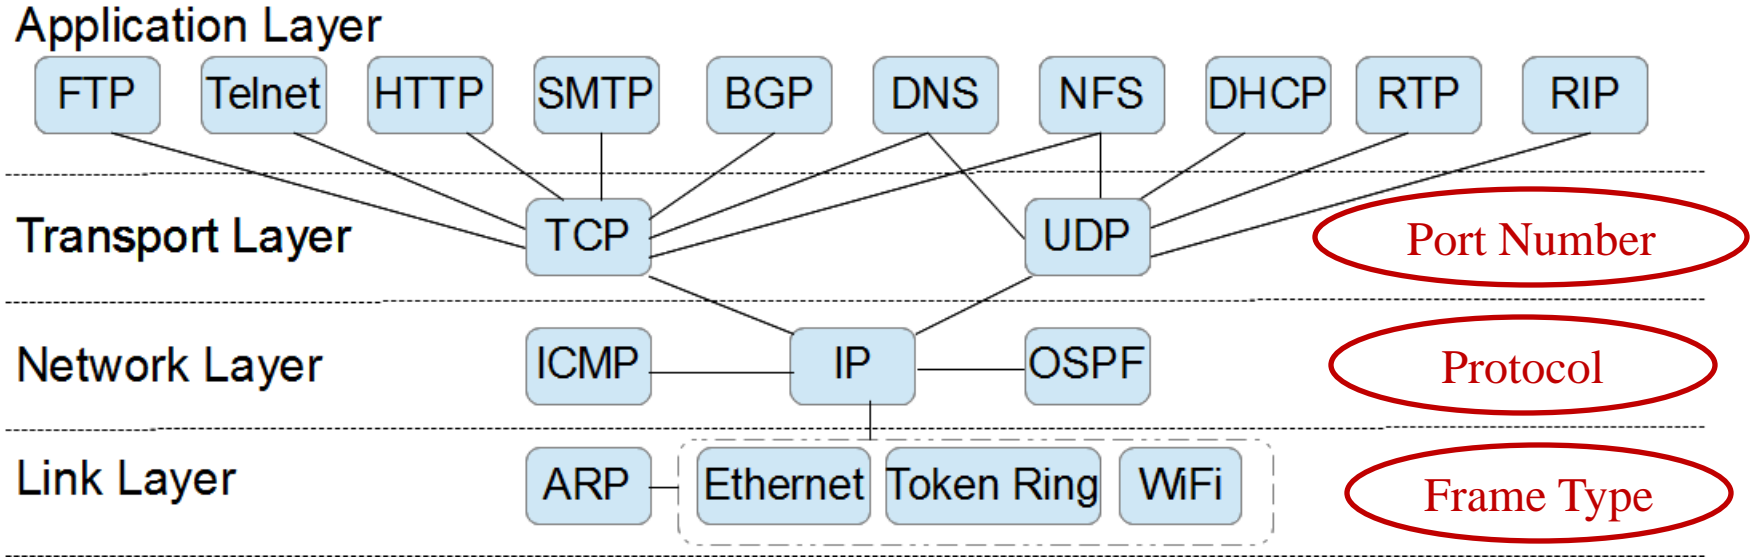 Application Layer
FTP Telnet HTTP SMTP BGP DNS NFS DHCP RTP RIP
Transport Layer TCP UDP Port Number
Network Layer ICMP IP OSPF Protocol
Link Layer ARP Ethernet Token Ring WiFi Frame Type